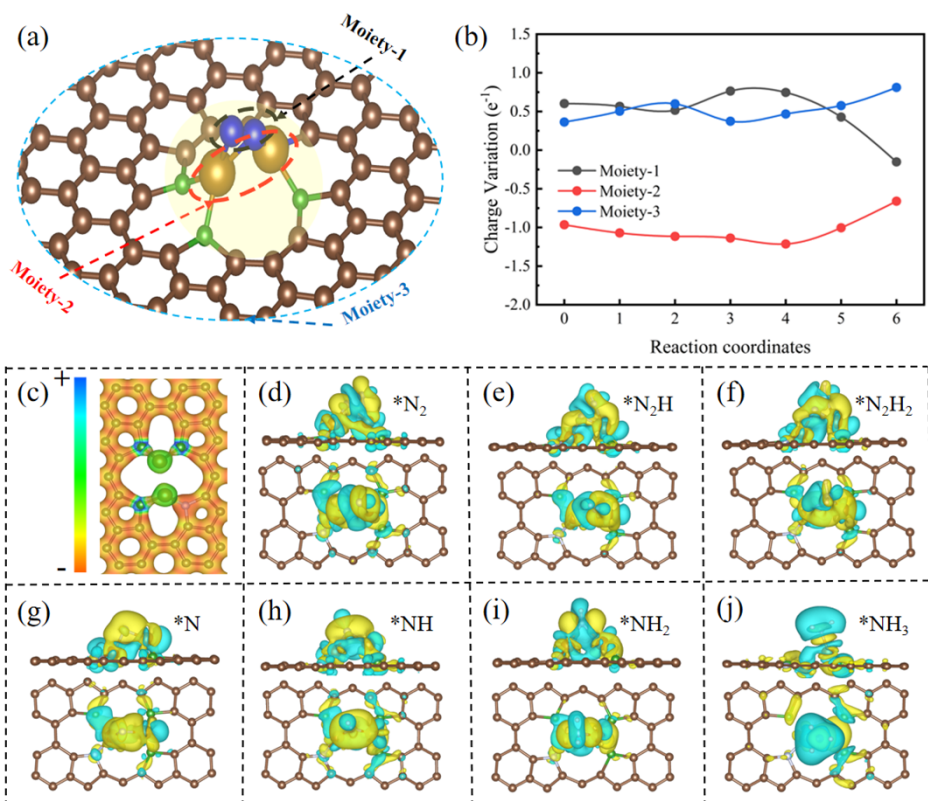 (a)
Moiety-1
Moiety-2
Moiety-3
(b)
1.5
1.0
0.5
0.0
-0.5
-1.0
-1.5
-2.0
Charge Variation (e⁻¹)
Moiety-1
Moiety-2
Moiety-3
0 1 2 3 4 5 6
Reaction coordinates
(c)
+
-
(d)
*N₂
(e)
*N₂H
(f)
*N₂H₂
(g)
*N
(h)
*NH
(i)
*NH₂
(j)
*NH₃